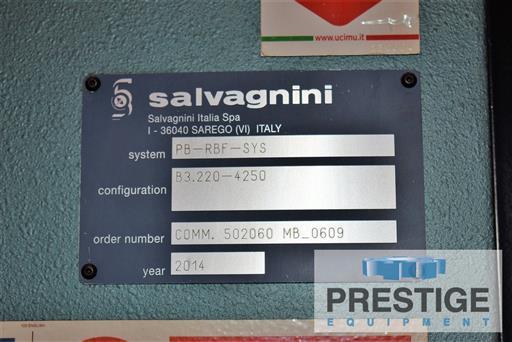 www.ucimu.it
salvagnini
Salvagnini Italia Spa
I - 36040 SAREGO (VI) ITALY
system PB-RBF-SYS
configuration B3.220-4250
order number COMM. 502060 MB_0609
year 2014
PRESTIGE
EQUIPMENT